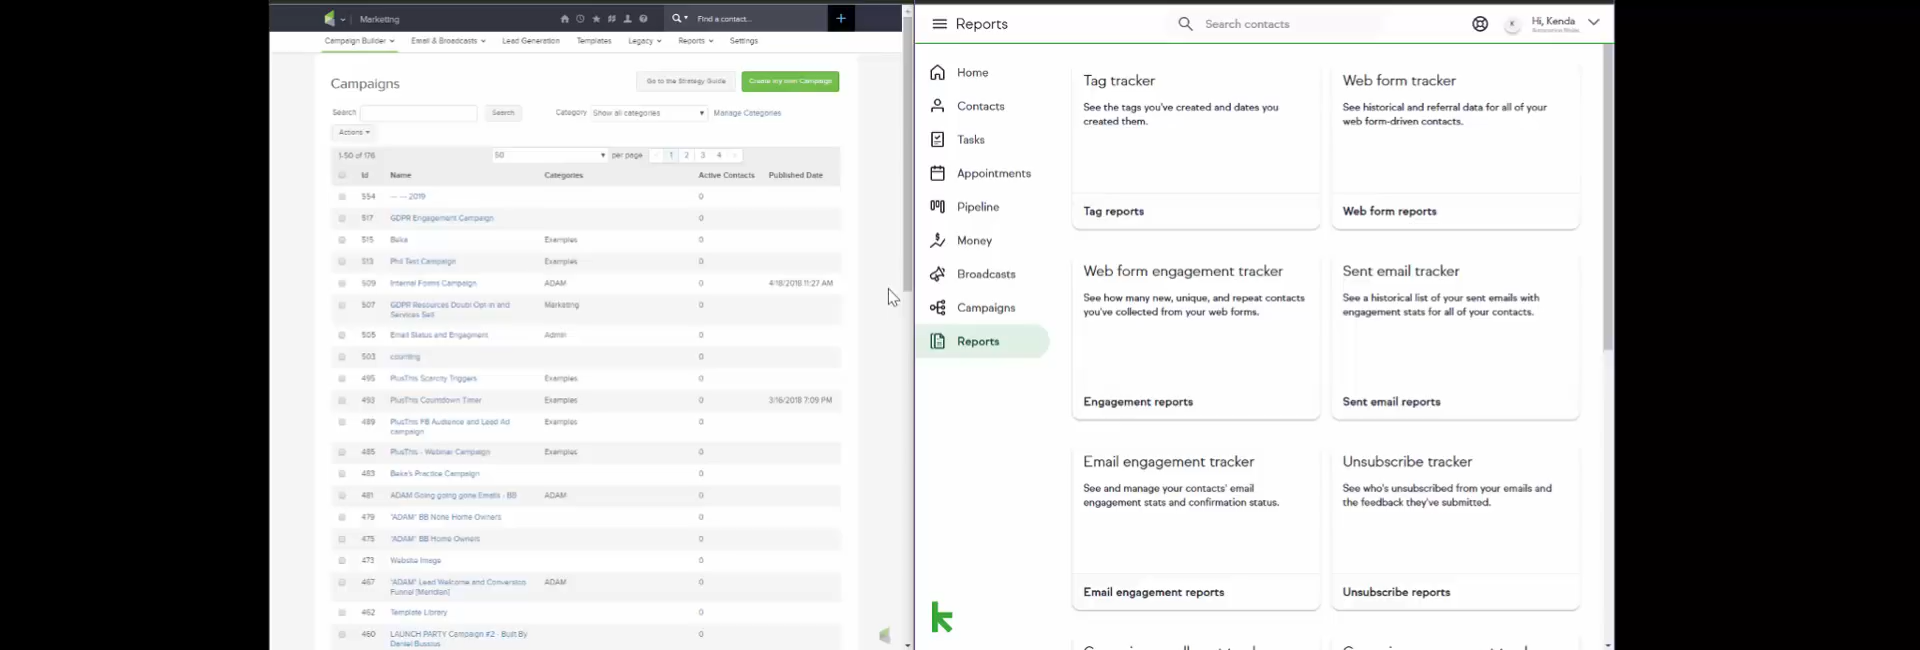 Marketing
Find a contact...
Campaign Builder
Email & Broadcasts
Lead Generation
Templates
Legacy
Reports
Settings
Campaigns
Go to the Strategy Guide
Create my own Campaign
Search
Search
Category
Show all categories
Manage Categories
Actions
1-50 of 176
50
per page
1
2
3
4
Id Name Categories Active Contacts Published Date
554 -- -- 2019 0
517 GDPR Engagement Campaign 0
515 Beka Examples 0
513 Phil Test Campaign Examples 0
509 Internal Forms Campaign ADAM 0 4/18/2018 11:27 AM
507 GDPR Resources Doubl Opt-in and Marketing 0
Services Sell
505 Email Status and Engagment Admin 0
503 counting 0
495 PlusThis Scarcity Triggers Examples 0
493 PlusThis Countdown Timer Examples 0 3/16/2018 7:09 PM
489 PlusThis FB Audience and Lead Ad Examples 0
campaign
485 PlusThis - Webinar Campaign Examples 0
483 Beka's Practice Campaign 0
481 ADAM Going going gone Emails - BB ADAM 0
479 "ADAM" BB None Home Owners 0
475 "ADAM" BB Home Owners 0
473 Website Image 0
467 "ADAM" Lead Welcome and Conversion ADAM 0
Funnel [Meridian]
462 Template Library 0
460 LAUNCH PARTY Campaign #2 - Built By 0
Daniel Bussius
Reports
Search contacts
Hi, Kenda
Home
Contacts
Tasks
Appointments
Pipeline
Money
Broadcasts
Campaigns
Reports
Tag tracker
See the tags you've created and dates you
created them.
Tag reports
Web form tracker
See historical and referral data for all of your
web form-driven contacts.
Web form reports
Web form engagement tracker
See how many new, unique, and repeat contacts
you've collected from your web forms.
Engagement reports
Sent email tracker
See a historical list of your sent emails with
engagement stats for all of your contacts.
Sent email reports
Email engagement tracker
See and manage your contacts' email
engagement stats and confirmation status.
Email engagement reports
Unsubscribe tracker
See who's unsubscribed from your emails and
the feedback they've submitted.
Unsubscribe reports